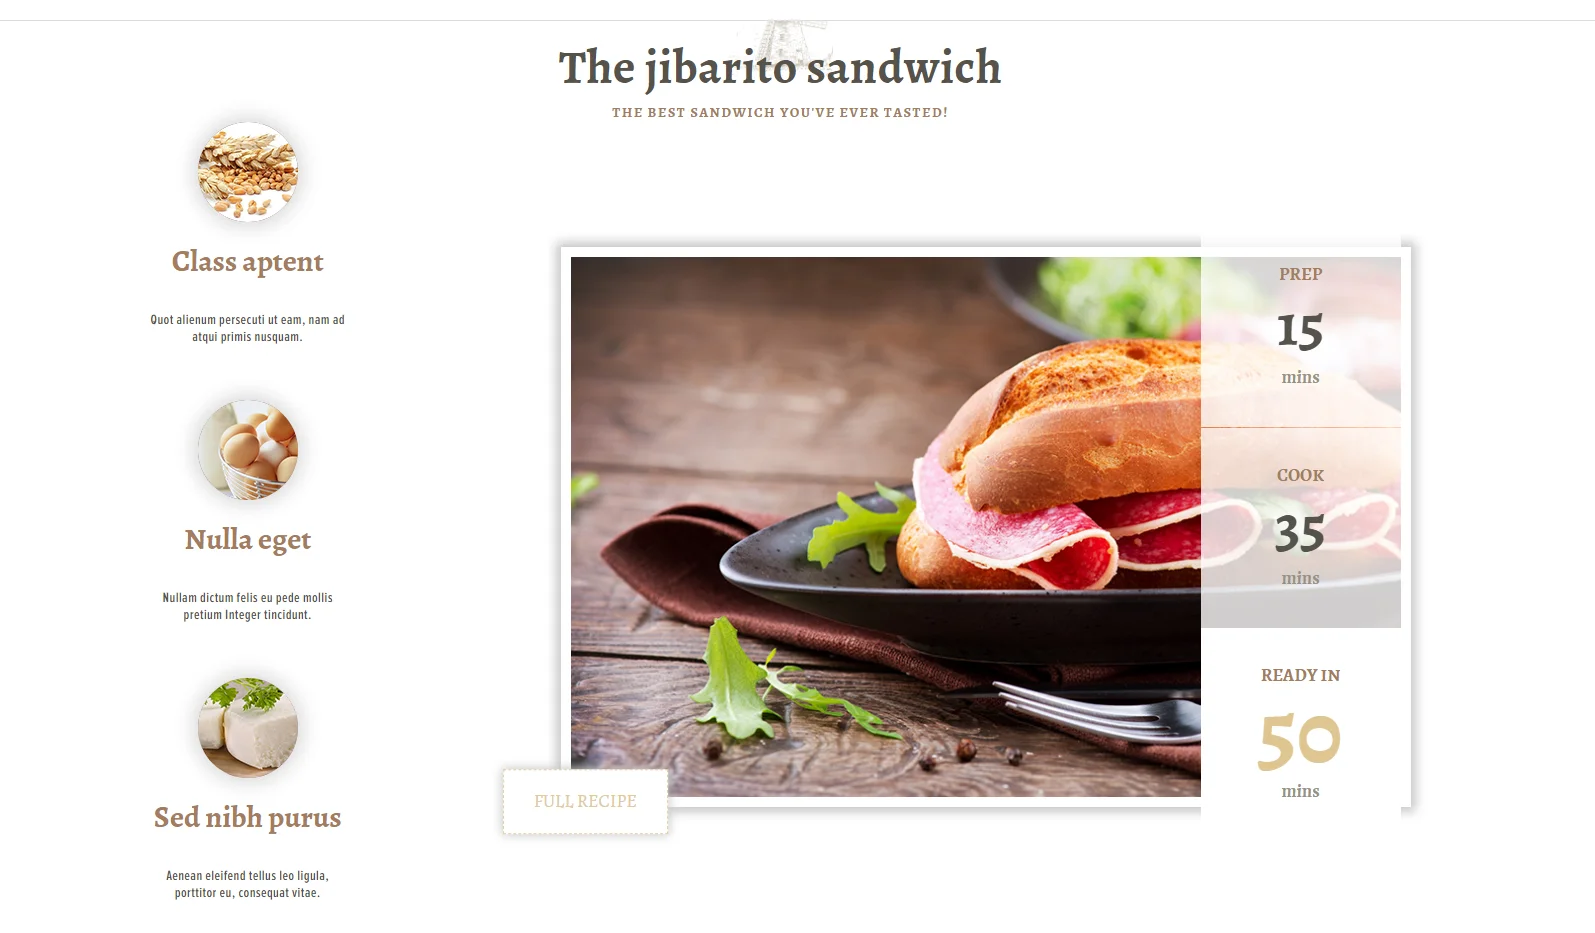 The jibarito sandwich
THE BEST SANDWICH YOU'VE EVER TASTED!
Class aptent
Quot alienum persecuti ut eam, nam ad
atqui primis nusquam.
Nulla eget
Nullam dictum felis eu pede mollis
pretium Integer tincidunt.
Sed nibh purus
Aenean eleifend tellus leo ligula,
porttitor eu, consequat vitae.
PREP
15
mins
COOK
35
mins
READY IN
50
mins
FULL RECIPE